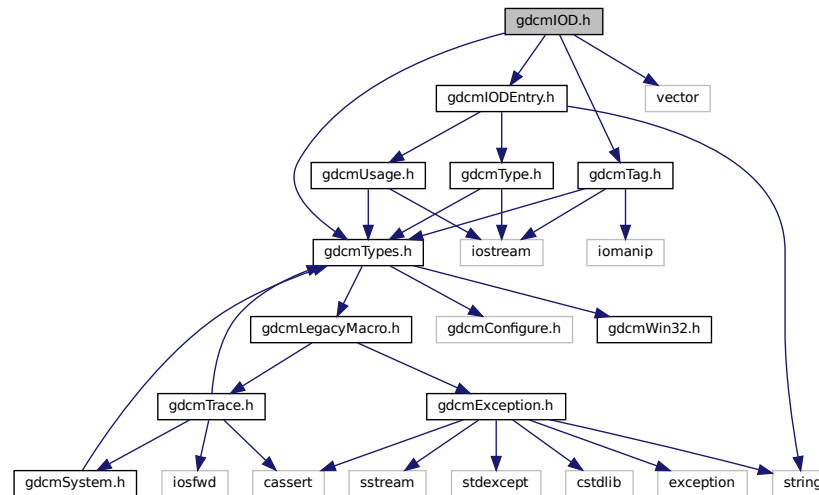 gdcmIOD.h
gdcmIODEntry.h
vector
gdcmUsage.h
gdcmType.h
gdcmTag.h
gdcmTypes.h
iostream
iomanip
gdcmLegacyMacro.h
gdcmConfigure.h
gdcmWin32.h
gdcmTrace.h
gdcmException.h
gdcmSystem.h
iosfwd
cassert
sstream
stdexcept
cstdlib
exception
string